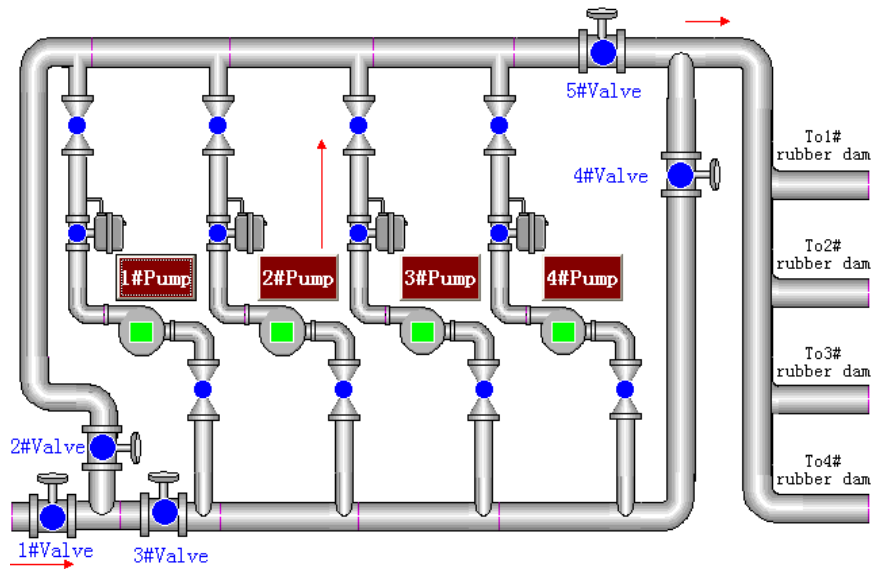 5#Valve
4#Valve
To1#
rubber dam
To2#
rubber dam
To3#
rubber dam
To4#
rubber dam
1#Pump
2#Pump
3#Pump
4#Pump
2#Valve
1#Valve
3#Valve